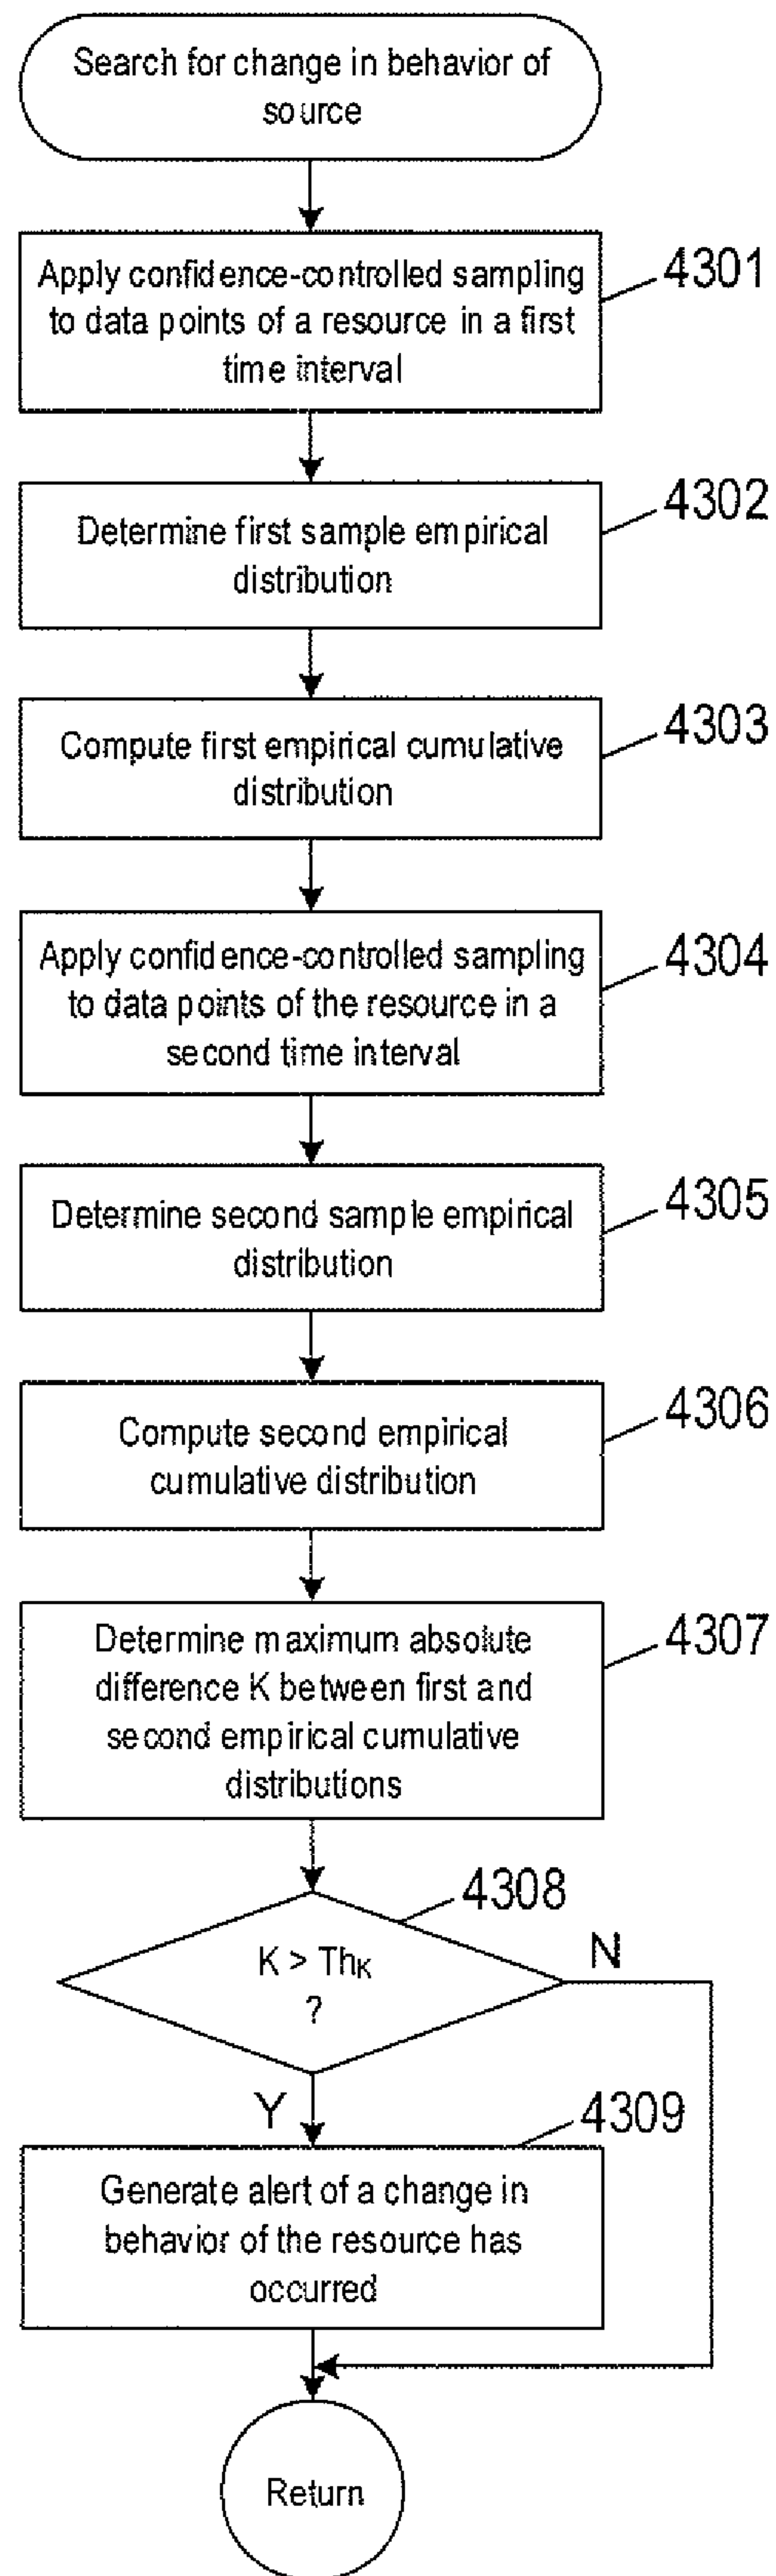 Search for change in behavior of
source
Apply confidence-controlled sampling
to data points of a resource in a first
time interval
4301
Determine first sample empirical
distribution
4302
Compute first empirical cumulative
distribution
4303
Apply confidence-controlled sampling
to data points of the resource in a
second time interval
4304
Determine second sample empirical
distribution
4305
Compute second empirical
cumulative distribution
4306
Determine maximum absolute
difference K between first and
second empirical cumulative
distributions
4307
4308
K > ThK
?
N
Y
4309
Generate alert of a change in
behavior of the resource has
occurred
Return